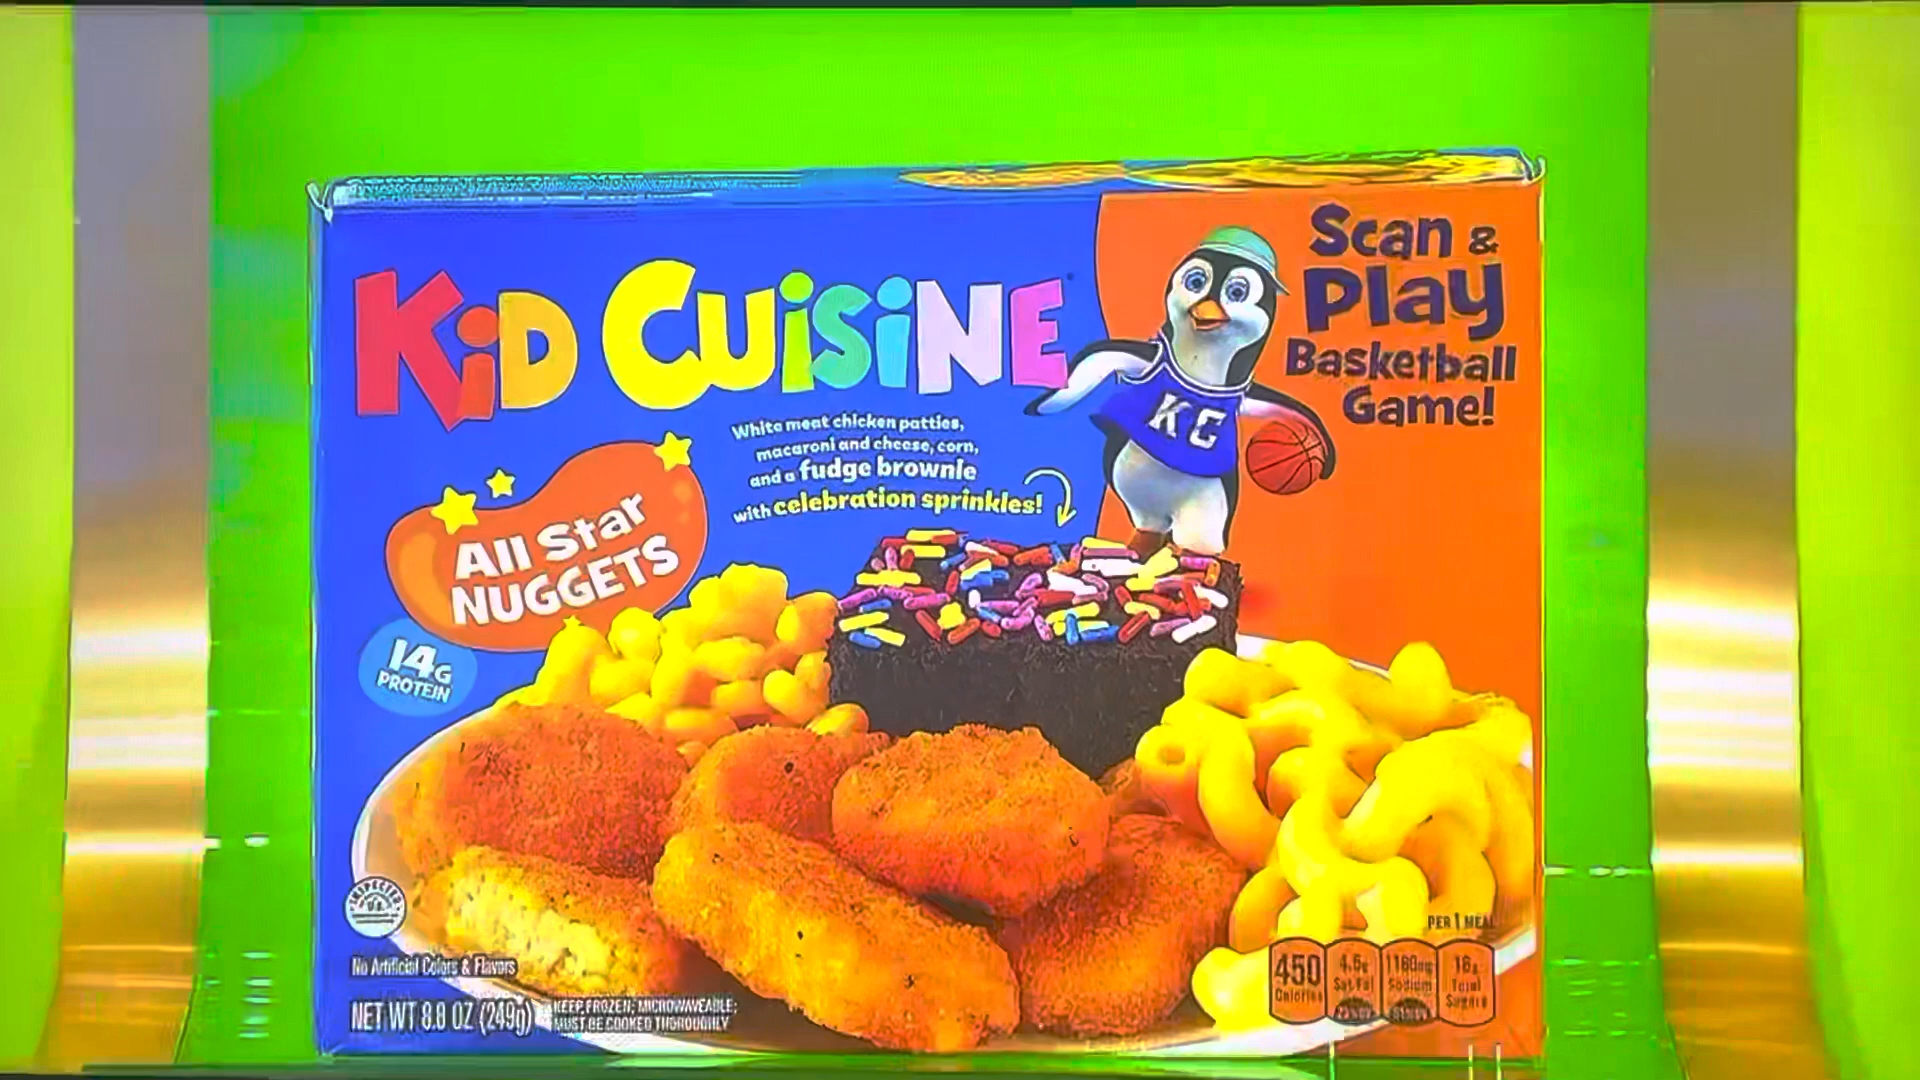 KiD CUiSiNE
Scan &
Play
Basketball
Game!
White meat chicken patties,
macaroni and cheese, corn,
and a fudge brownie
with celebration sprinkles!
KC
All Star
NUGGETS
14G
PROTEIN
INSPECTED
No Artificial Colors & Flavors
NET WT 8.8 OZ (249g)
KEEP FROZEN; MICROWAVEABLE;
MUST BE COOKED THOROUGHLY
PER 1 MEAL
450 4.5g 1160mg 16g
Calories Sat Fat Sodium Total
Sugars